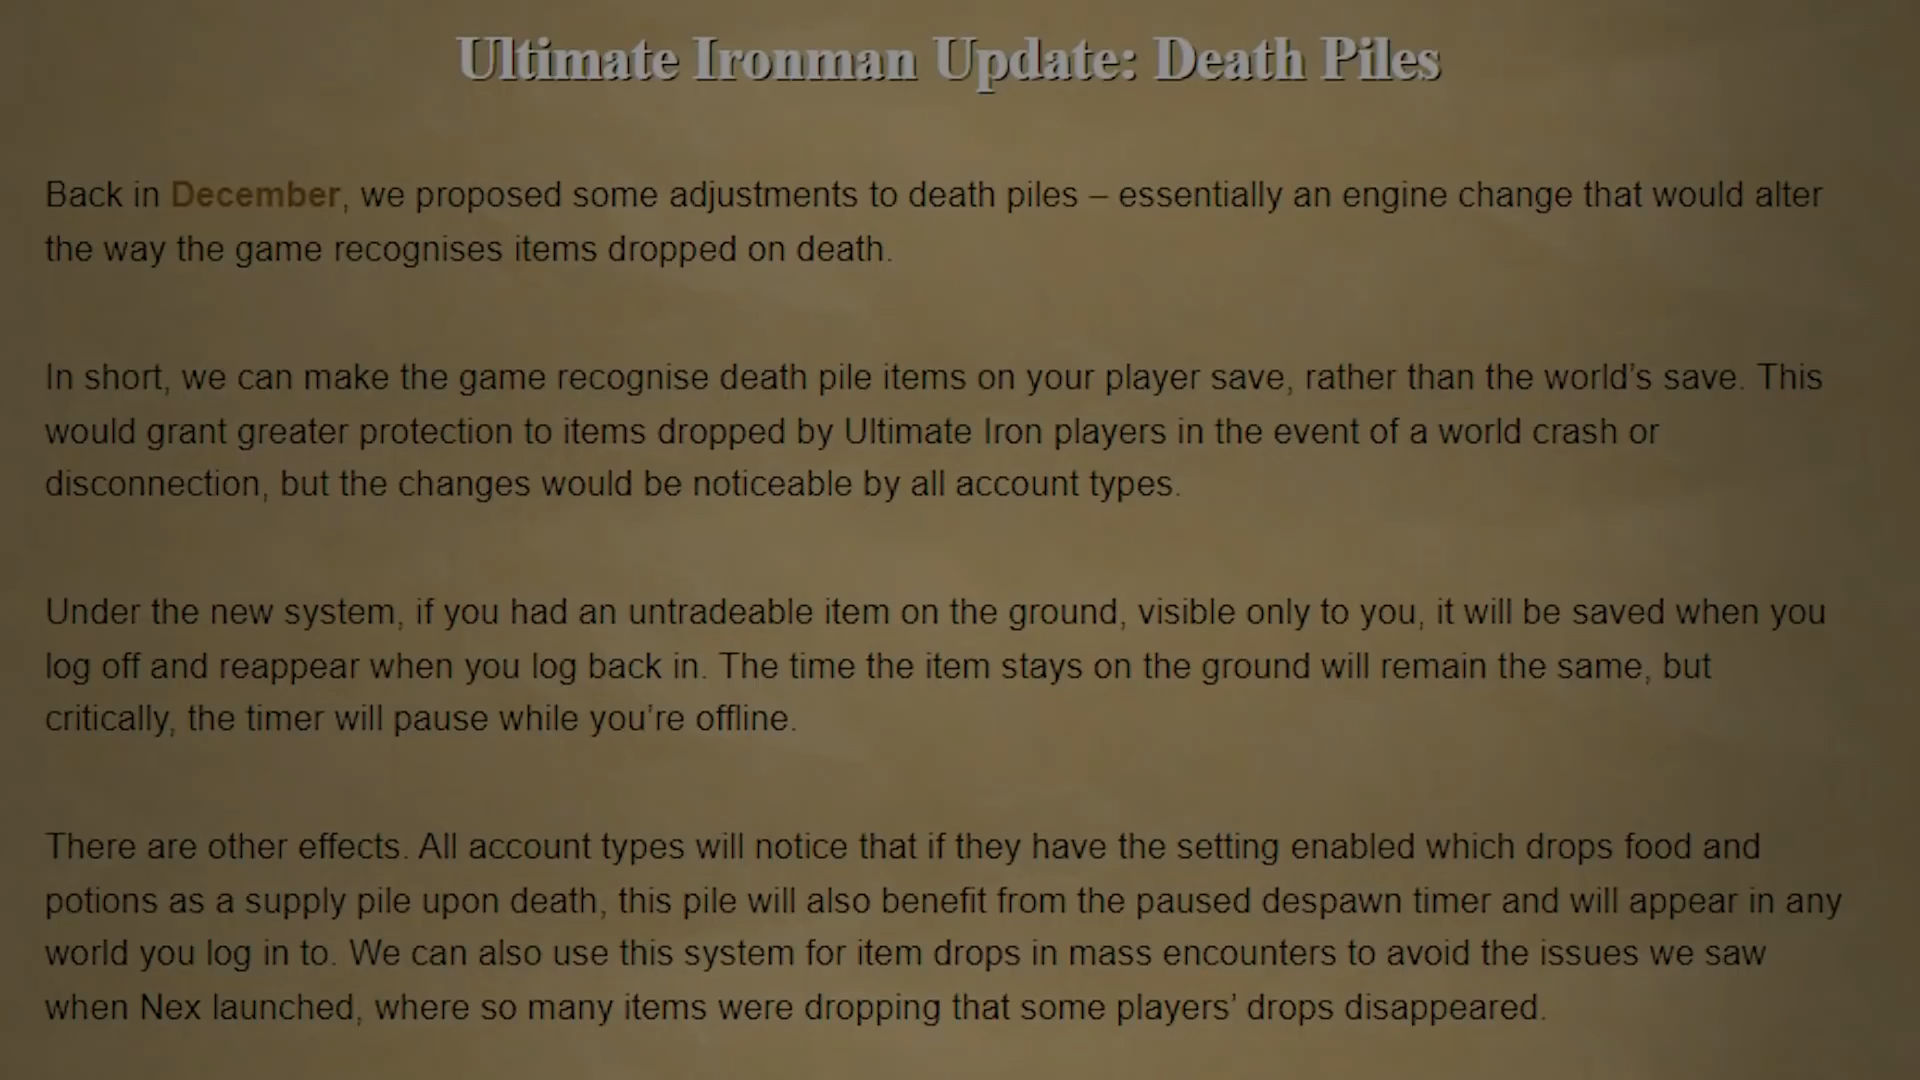 Ultimate Ironman Update: Death Piles
Back in December, we proposed some adjustments to death piles – essentially an engine change that would alter
the way the game recognises items dropped on death.
In short, we can make the game recognise death pile items on your player save, rather than the world’s save. This
would grant greater protection to items dropped by Ultimate Iron players in the event of a world crash or
disconnection, but the changes would be noticeable by all account types.
Under the new system, if you had an untradeable item on the ground, visible only to you, it will be saved when you
log off and reappear when you log back in. The time the item stays on the ground will remain the same, but
critically, the timer will pause while you’re offline.
There are other effects. All account types will notice that if they have the setting enabled which drops food and
potions as a supply pile upon death, this pile will also benefit from the paused despawn timer and will appear in any
world you log in to. We can also use this system for item drops in mass encounters to avoid the issues we saw
when Nex launched, where so many items were dropping that some players’ drops disappeared.